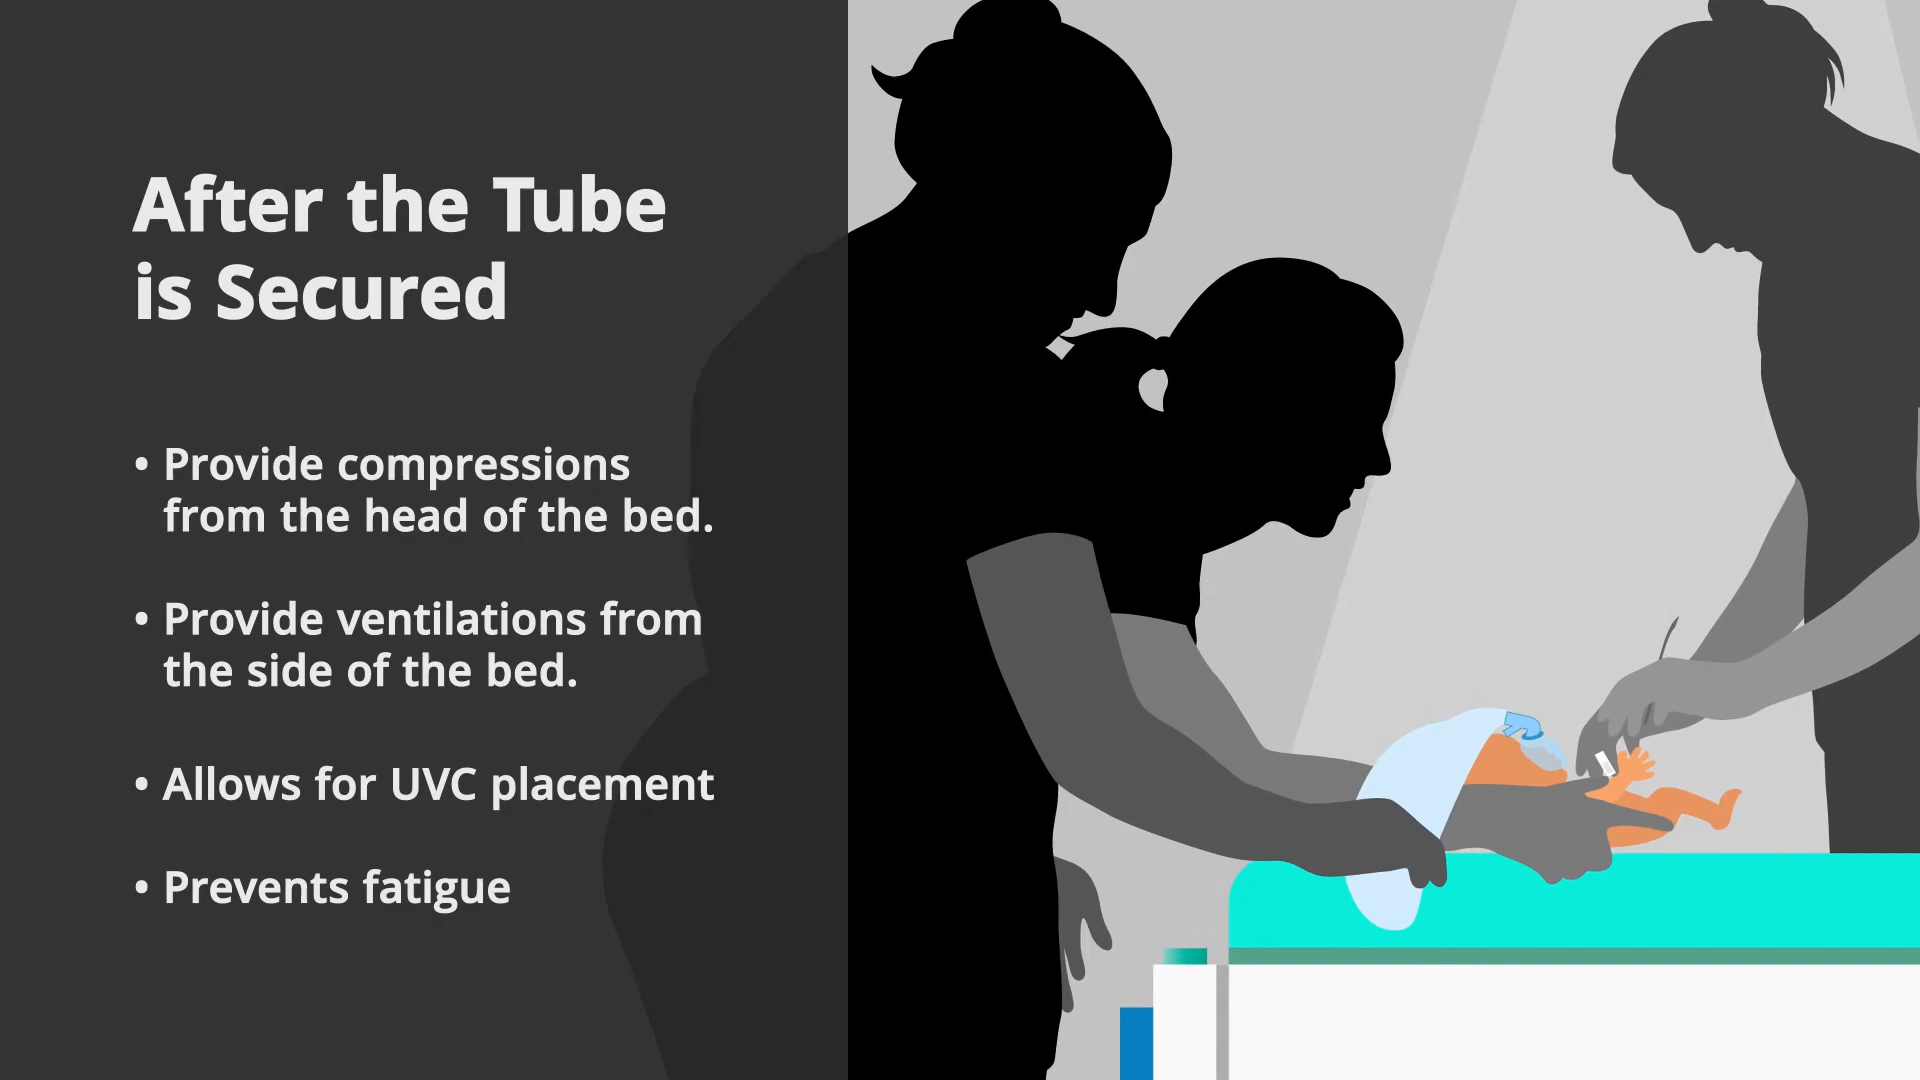 After the Tube
is Secured
• Provide compressions
from the head of the bed.
• Provide ventilations from
the side of the bed.
• Allows for UVC placement
• Prevents fatigue